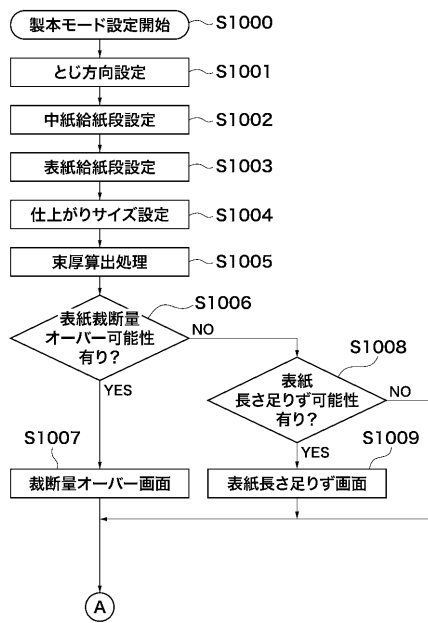 製本モード設定開始 S1000
とじ方向設定 S1001
中紙給紙段設定 S1002
表紙給紙段設定 S1003
仕上がりサイズ設定 S1004
束厚算出処理 S1005
S1006
表紙裁断量
オーバー可能性
有り?
NO
YES
S1008
表紙
長さ足りず可能性
有り?
NO
YES
S1007
裁断量オーバー画面
S1009
表紙長さ足りず画面
A